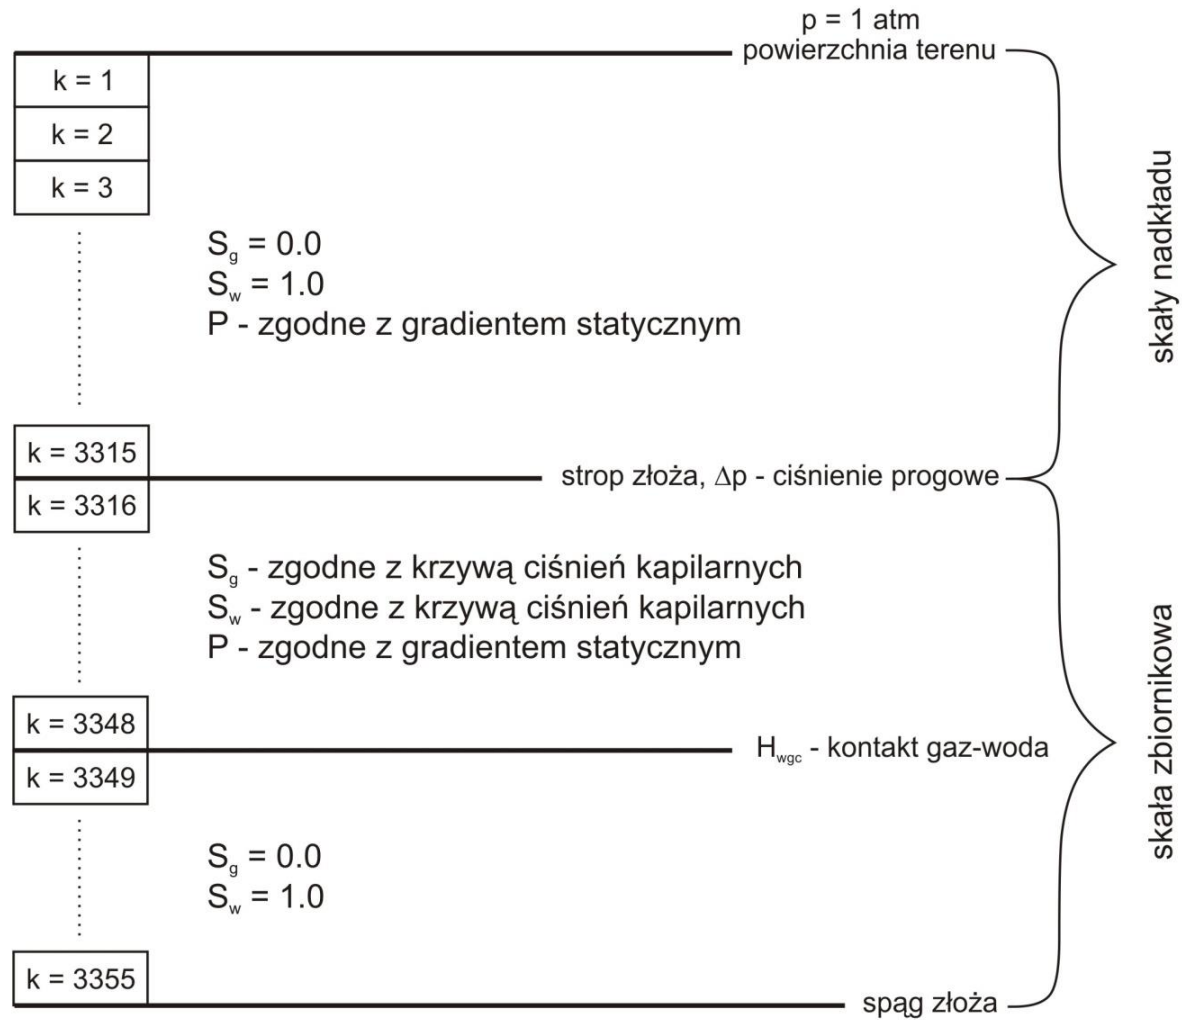 p = 1 atm
powierzchnia terenu
k = 1
k = 2
k = 3
S_g = 0.0
S_w = 1.0
P - zgodne z gradientem statycznym
skały nadkładu
k = 3315
strop złoża, Δp - ciśnienie progowe
k = 3316
S_g - zgodne z krzywą ciśnień kapilarnych
S_w - zgodne z krzywą ciśnień kapilarnych
P - zgodne z gradientem statycznym
skała zbiornikowa
k = 3348
H_wgc - kontakt gaz-woda
k = 3349
S_g = 0.0
S_w = 1.0
k = 3355
spąg złoża